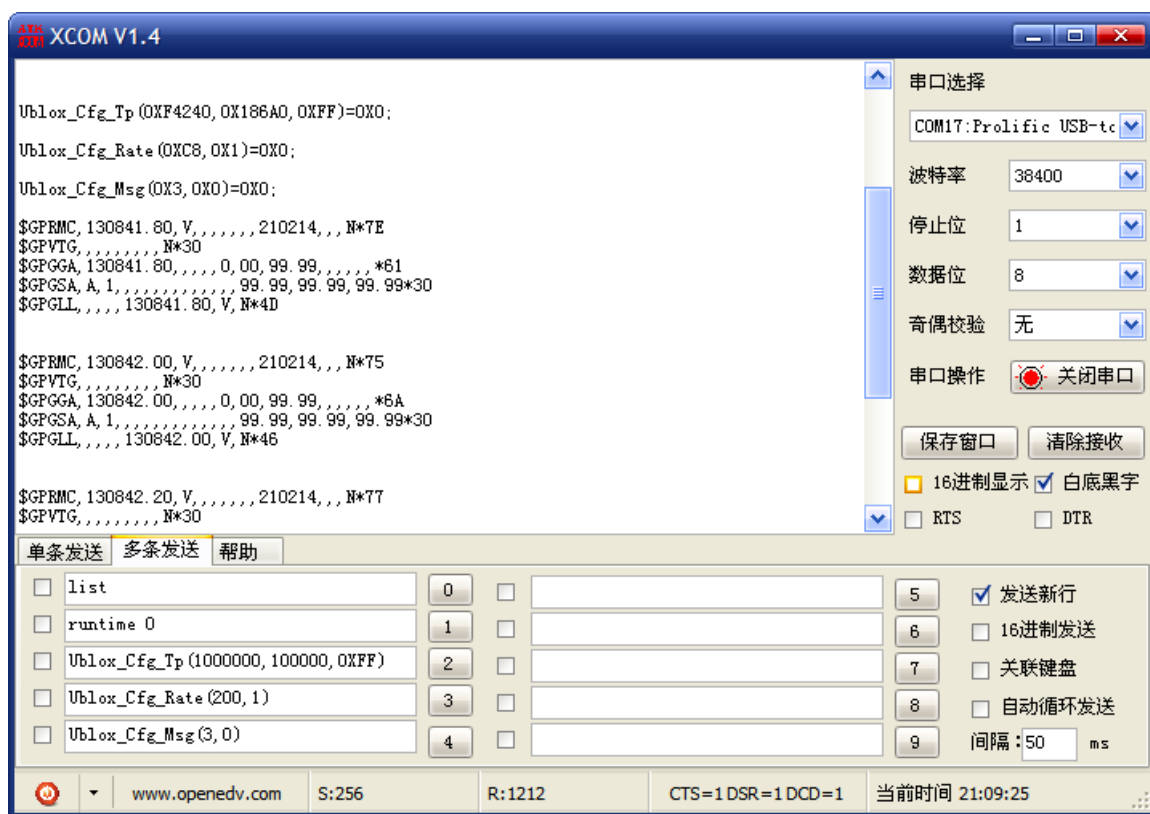 XCOM V1.4
Ublox_Cfg_Tp(0XF4240,0X186A0,0XFF)=0X0;
Ublox_Cfg_Rate(0XC8,0X1)=0X0;
Ublox_Cfg_Msg(0X3,0X0)=0X0;
$GPRMC,130841.80,V,,,,,,,210214,,,N*7E
$GPVTG,,,,,,,,,N*30
$GPGGA,130841.80,,,,,0,00,99.99,,,,,,*61
$GPGSA,A,1,,,,,,,,,,,,,99.99,99.99,99.99*30
$GPGLL,,,,,130841.80,V,N*4D
$GPRMC,130842.00,V,,,,,,,210214,,,N*75
$GPVTG,,,,,,,,,N*30
$GPGGA,130842.00,,,,,0,00,99.99,,,,,,*6A
$GPGSA,A,1,,,,,,,,,,,,,99.99,99.99,99.99*30
$GPGLL,,,,,130842.00,V,N*46
$GPRMC,130842.20,V,,,,,,,210214,,,N*77
$GPVTG,,,,,,,,,N*30
串口选择
COM17:Prolific USB-to
波特率 38400
停止位 1
数据位 8
奇偶校验 无
串口操作 关闭串口
保存窗口 清除接收
16进制显示 白底黑字
RTS DTR
单条发送 多条发送 帮助
list 0 5 发送新行
runtime 0 1 6 16进制发送
Ublox_Cfg_Tp(1000000,100000,0XFF) 2 7 关联键盘
Ublox_Cfg_Rate(200,1) 3 8 自动循环发送
Ublox_Cfg_Msg(3,0) 4 9 间隔:50 ms
www.openedv.com S:256 R:1212 CTS=1 DSR=1 DCD=1 当前时间 21:09:25